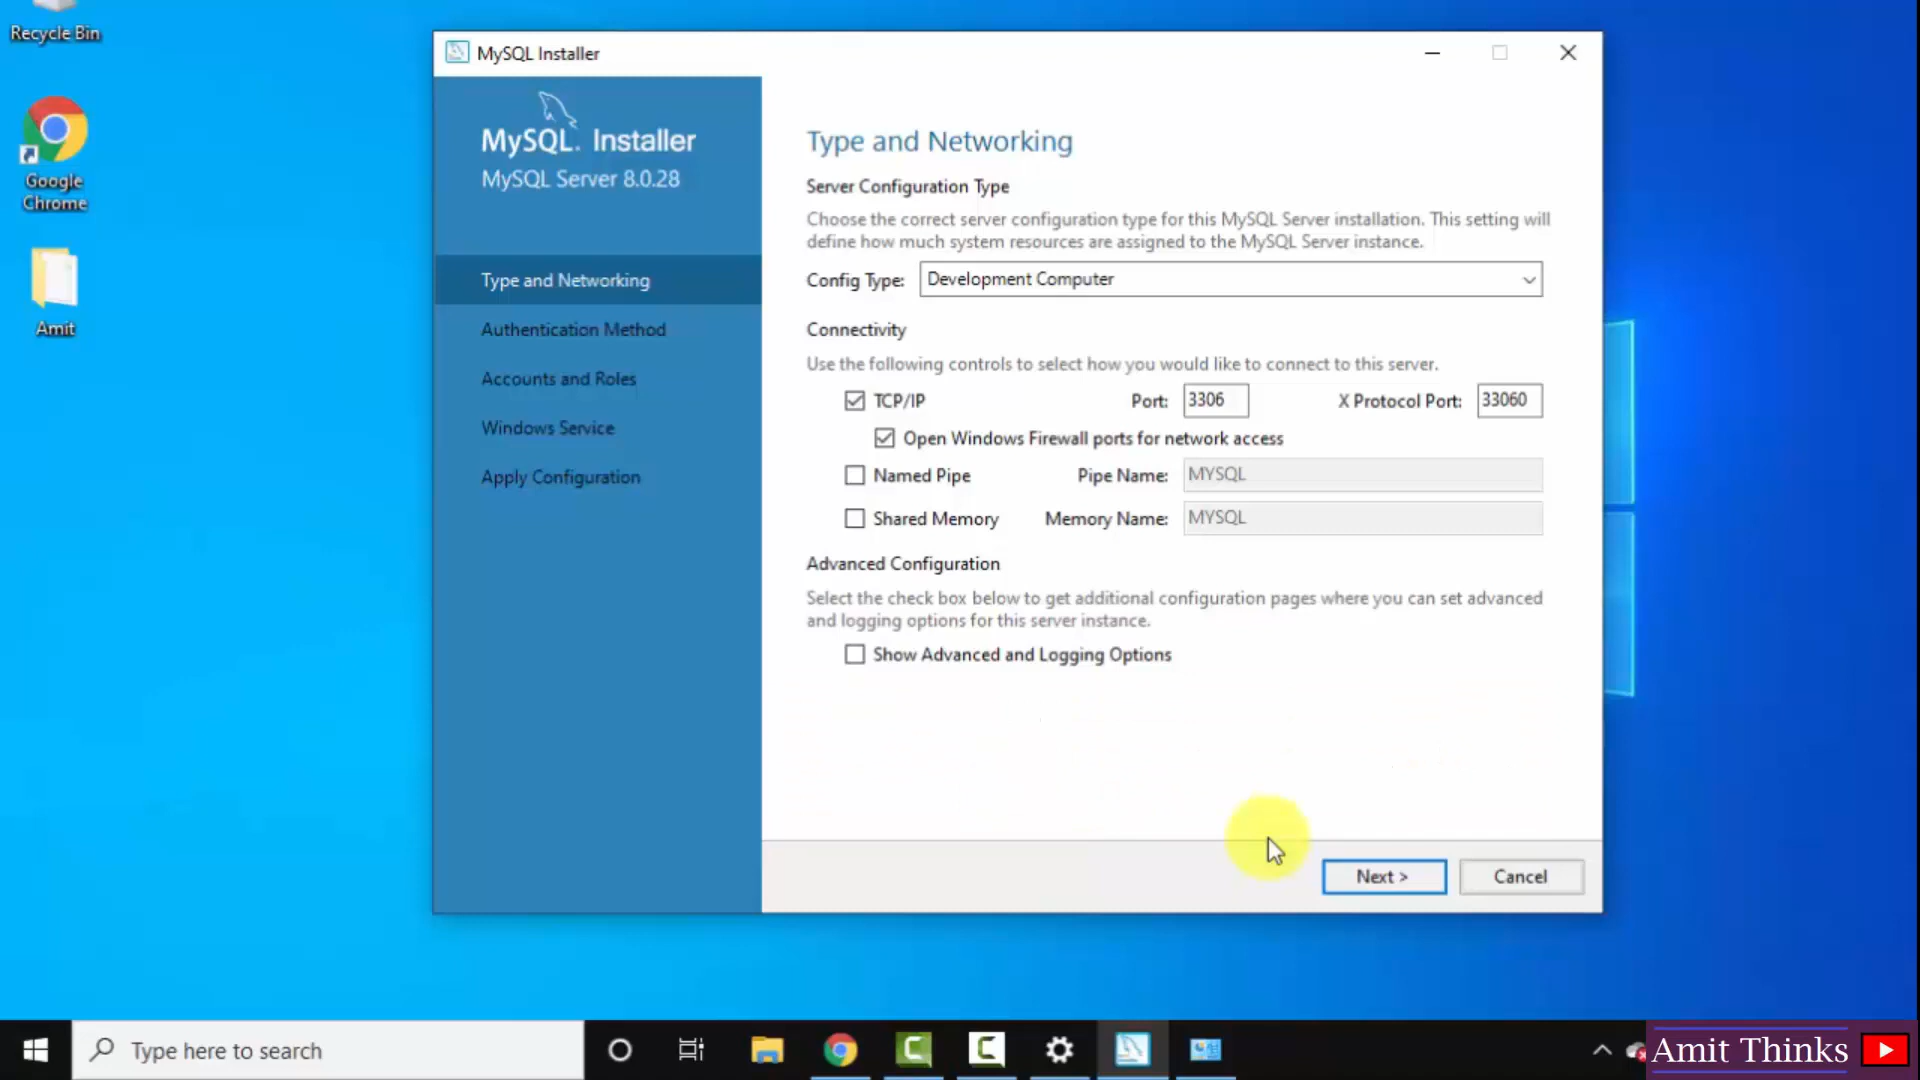 Recycle Bin
Google
Chrome
Amit
MySQL Installer
MySQL. Installer
MySQL Server 8.0.28
Type and Networking
Authentication Method
Accounts and Roles
Windows Service
Apply Configuration
Type and Networking
Server Configuration Type
Choose the correct server configuration type for this MySQL Server installation. This setting will
define how much system resources are assigned to the MySQL Server instance.
Config Type: Development Computer
Connectivity
Use the following controls to select how you would like to connect to this server.
TCP/IP Port: 3306 X Protocol Port: 33060
Open Windows Firewall ports for network access
Named Pipe Pipe Name: MYSQL
Shared Memory Memory Name: MYSQL
Advanced Configuration
Select the check box below to get additional configuration pages where you can set advanced
and logging options for this server instance.
Show Advanced and Logging Options
Next > Cancel
Type here to search
Amit Thinks